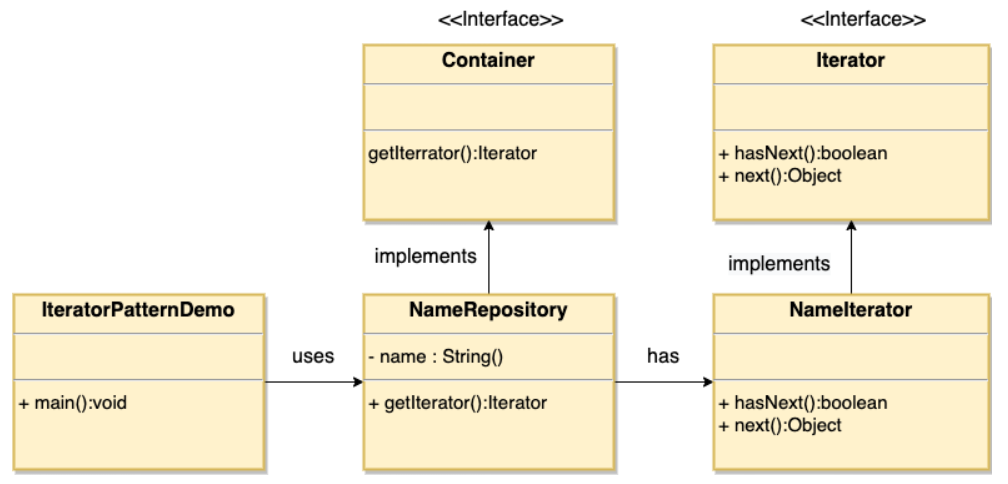 <<Interface>>
Container
getIterrator():Iterator
<<Interface>>
Iterator
+ hasNext():boolean
+ next():Object
implements
implements
IteratorPatternDemo
+ main():void
uses
NameRepository
- name : String()
+ getIterator():Iterator
has
NameIterator
+ hasNext():boolean
+ next():Object